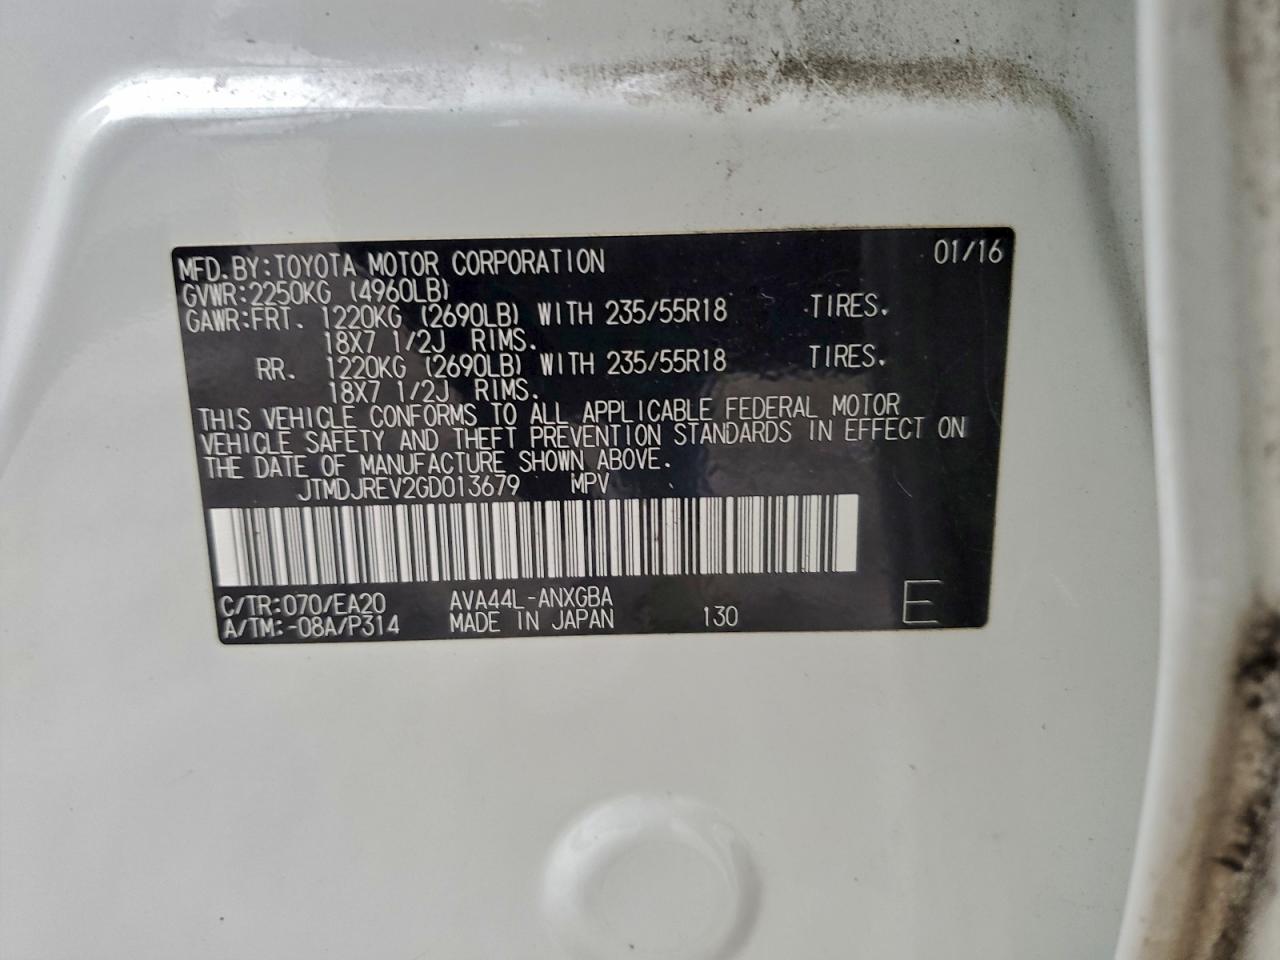 MFD.BY:TOYOTA MOTOR CORPORATION 01/16
GVWR:2250KG (4960LB)
GAWR:FRT. 1220KG (2690LB) WITH 235/55R18 TIRES.
18X7 1/2J RIMS.
RR. 1220KG (2690LB) WITH 235/55R18 TIRES.
18X7 1/2J RIMS.
THIS VEHICLE CONFORMS TO ALL APPLICABLE FEDERAL MOTOR
VEHICLE SAFETY AND THEFT PREVENTION STANDARDS IN EFFECT ON
THE DATE OF MANUFACTURE SHOWN ABOVE.
JTMDJREV2GD013679 MPV
C/TR:070/EA20 AVA44L-ANXGBA
A/TM:-08A/P314 MADE IN JAPAN 130 E